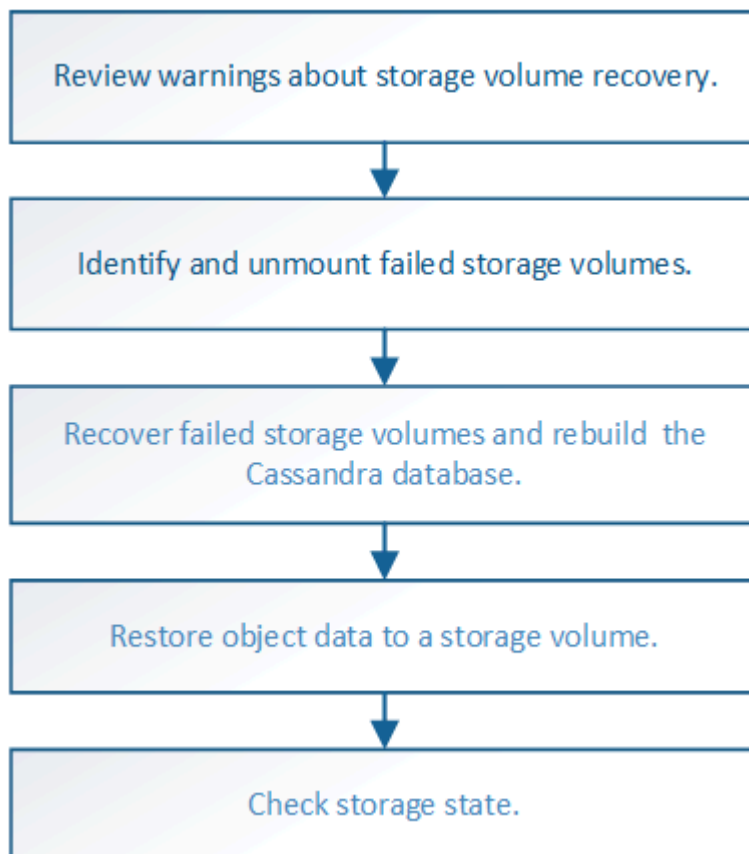 Review warnings about storage volume recovery.
Identify and unmount failed storage volumes.
Recover failed storage volumes and rebuild the
Cassandra database.
Restore object data to a storage volume.
Check storage state.